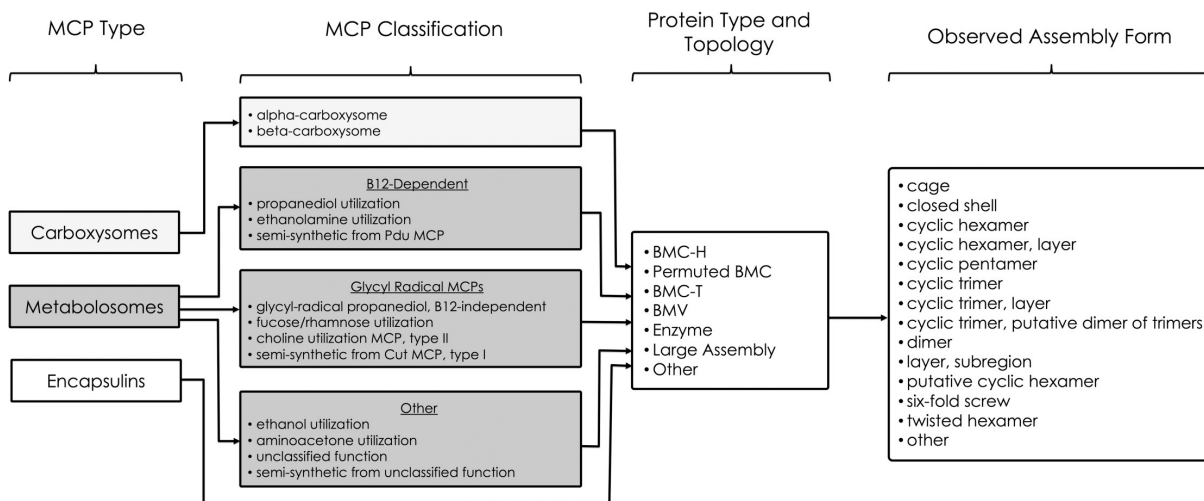 MCP Type
MCP Classification
Protein Type and
Topology
Observed Assembly Form
Carboxysomes
Metabolosomes
Encapsulins
• alpha-carboxysome
• beta-carboxysome
B12-Dependent
• propanediol utilization
• ethanolamine utilization
• semi-synthetic from Pdu MCP
Glycyl Radical MCPs
• glycyl-radical propanediol, B12-independent
• fucose/rhamnose utilization
• choline utilization MCP, type II
• semi-synthetic from Cut MCP, type I
Other
• ethanol utilization
• aminoacetone utilization
• unclassified function
• semi-synthetic from unclassified function
• BMC-H
• Permuted BMC
• BMC-T
• BMV
• Enzyme
• Large Assembly
• Other
• cage
• closed shell
• cyclic hexamer
• cyclic hexamer, layer
• cyclic pentamer
• cyclic trimer
• cyclic trimer, layer
• cyclic trimer, putative dimer of trimers
• dimer
• layer, subregion
• putative cyclic hexamer
• six-fold screw
• twisted hexamer
• other